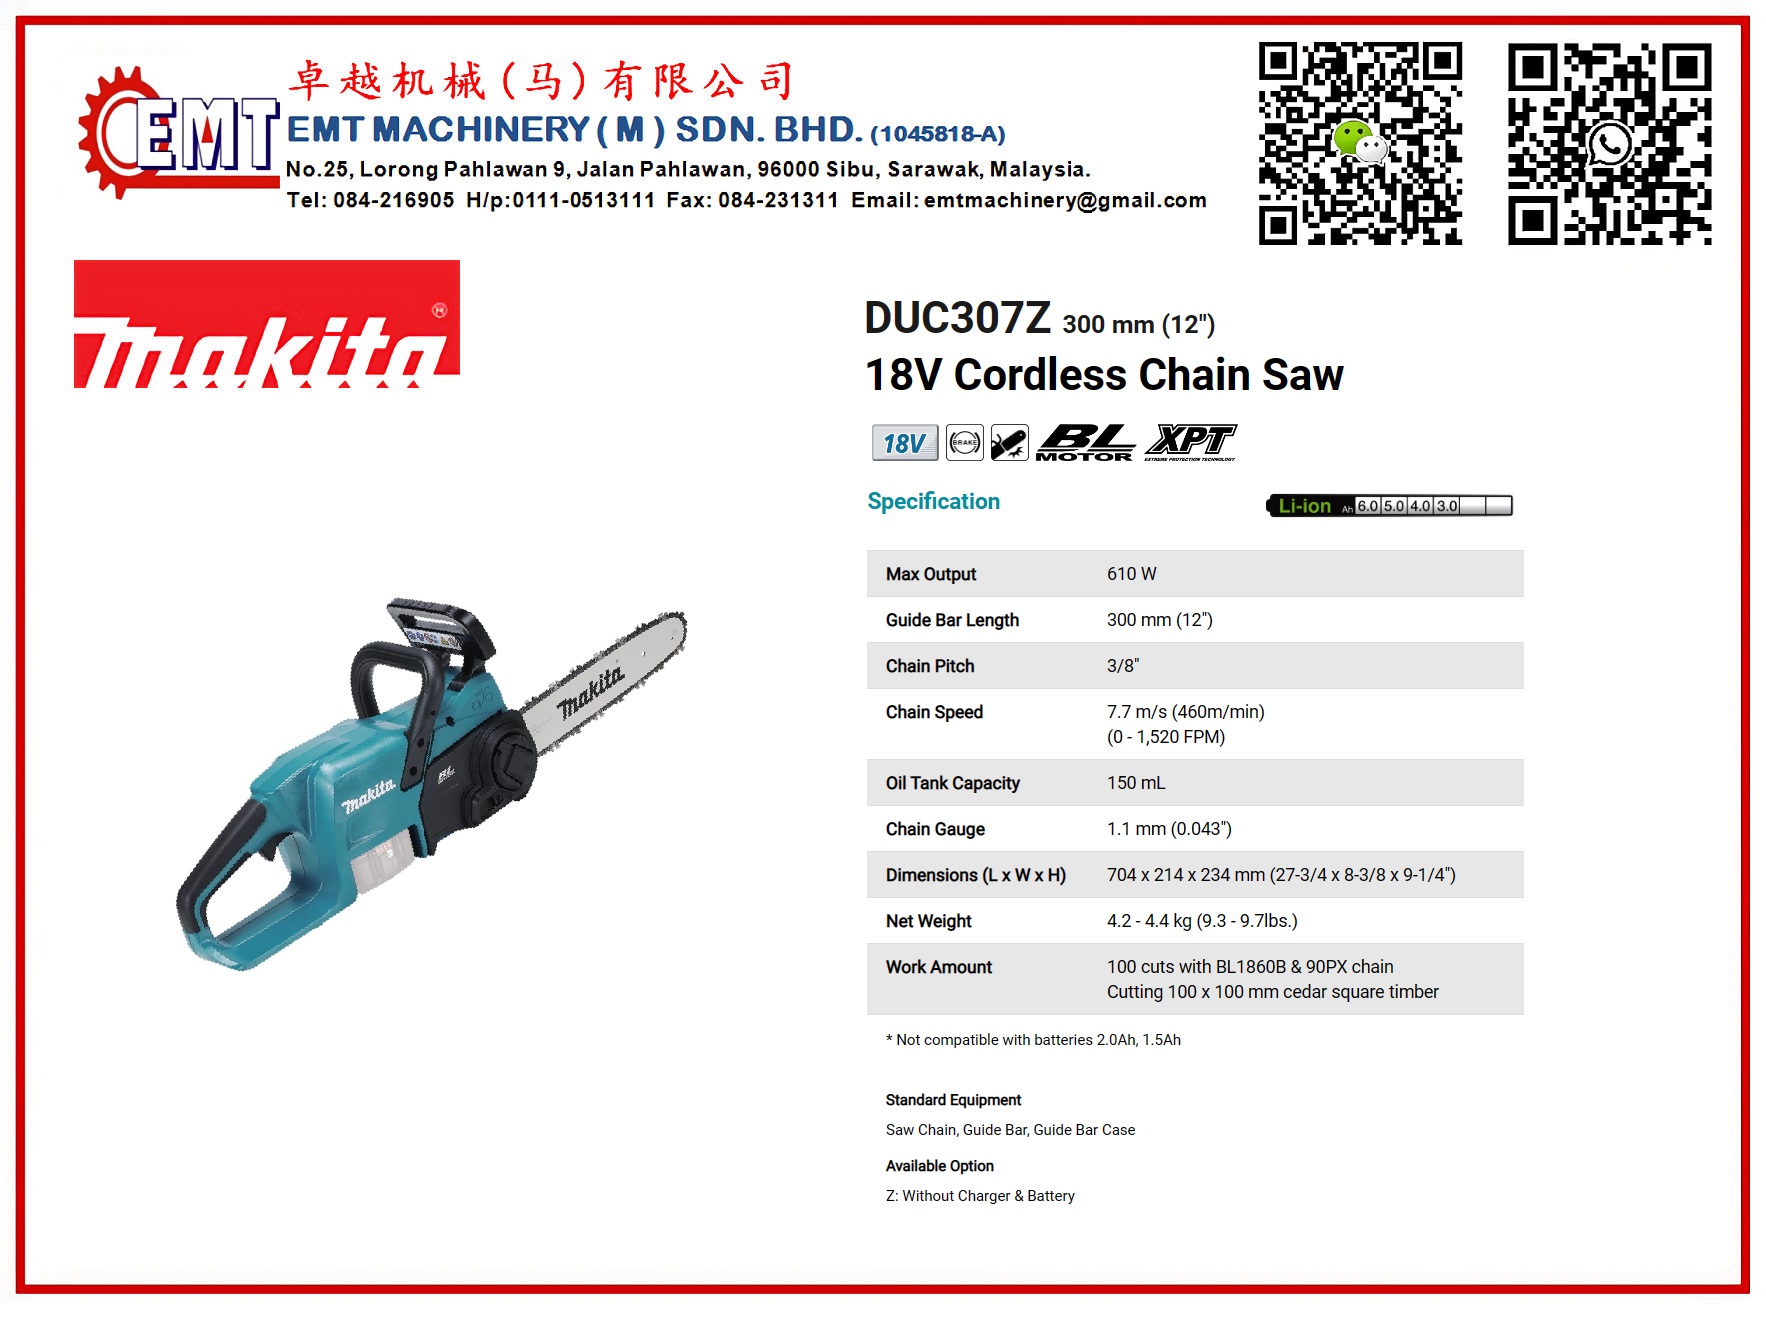 卓越机械(马)有限公司
EMT
EMT MACHINERY ( M ) SDN. BHD. (1045818-A)
No.25, Lorong Pahlawan 9, Jalan Pahlawan, 96000 Sibu, Sarawak, Malaysia.
Tel: 084-216905 H/p:0111-0513111 Fax: 084-231311 Email: emtmachinery@gmail.com
makita ®
DUC307Z 300 mm (12")
18V Cordless Chain Saw
18V BRAKE BL MOTOR XPT EXTREME PROTECTION TECHNOLOGY
Specification
Li-ion Ah 6.0 5.0 4.0 3.0
Max Output 610 W
Guide Bar Length 300 mm (12")
Chain Pitch 3/8"
Chain Speed 7.7 m/s (460m/min)
(0 - 1,520 FPM)
Oil Tank Capacity 150 mL
Chain Gauge 1.1 mm (0.043")
Dimensions (L x W x H) 704 x 214 x 234 mm (27-3/4 x 8-3/8 x 9-1/4")
Net Weight 4.2 - 4.4 kg (9.3 - 9.7lbs.)
Work Amount 100 cuts with BL1860B & 90PX chain
Cutting 100 x 100 mm cedar square timber
* Not compatible with batteries 2.0Ah, 1.5Ah
Standard Equipment
Saw Chain, Guide Bar, Guide Bar Case
Available Option
Z: Without Charger & Battery
makita
makita
BL